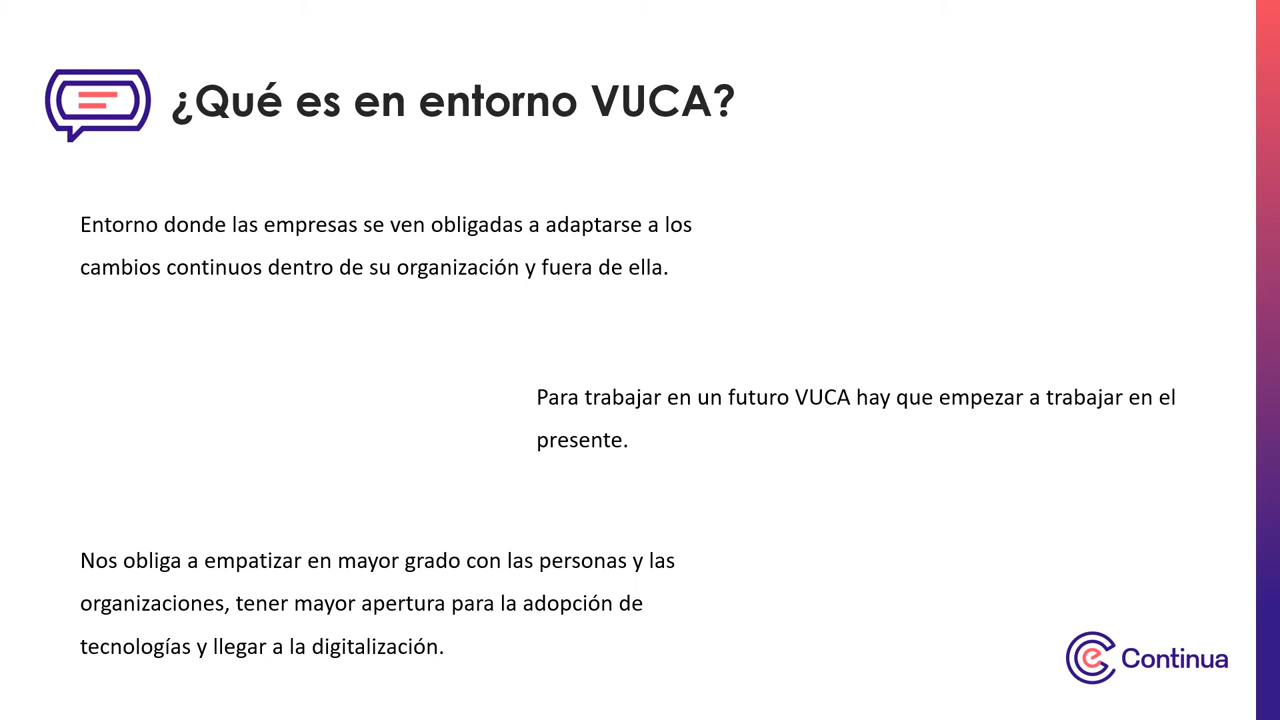 ¿Qué es en entorno VUCA?
Entorno donde las empresas se ven obligadas a adaptarse a los
cambios continuos dentro de su organización y fuera de ella.
Para trabajar en un futuro VUCA hay que empezar a trabajar en el
presente.
Nos obliga a empatizar en mayor grado con las personas y las
organizaciones, tener mayor apertura para la adopción de
tecnologías y llegar a la digitalización.
e Continua